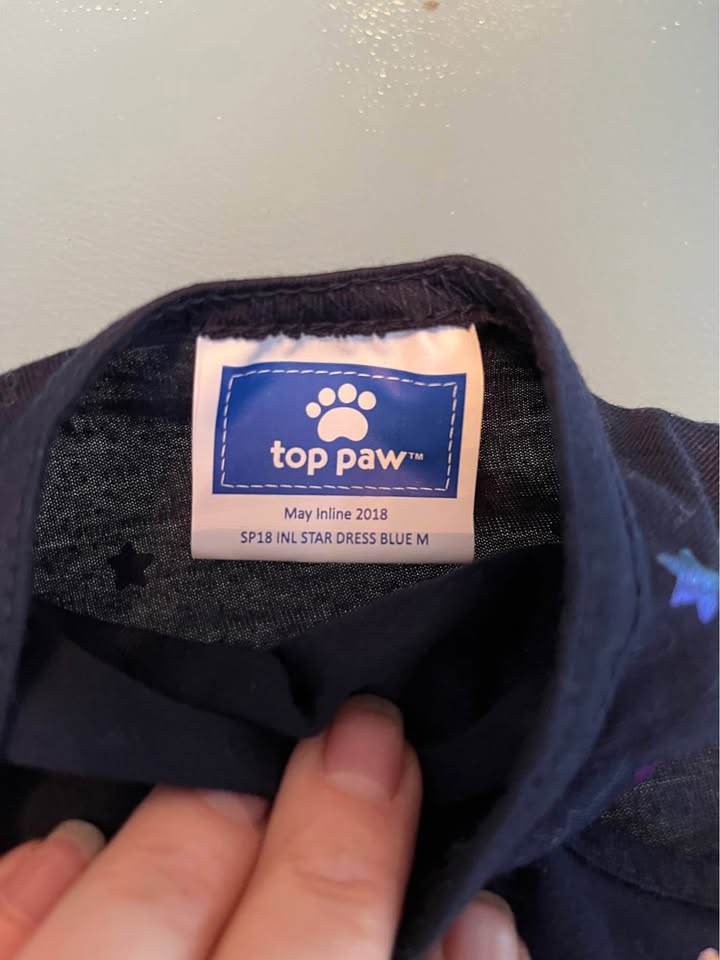 top paw™
May Inline 2018
SP18 INL STAR DRESS BLUE M